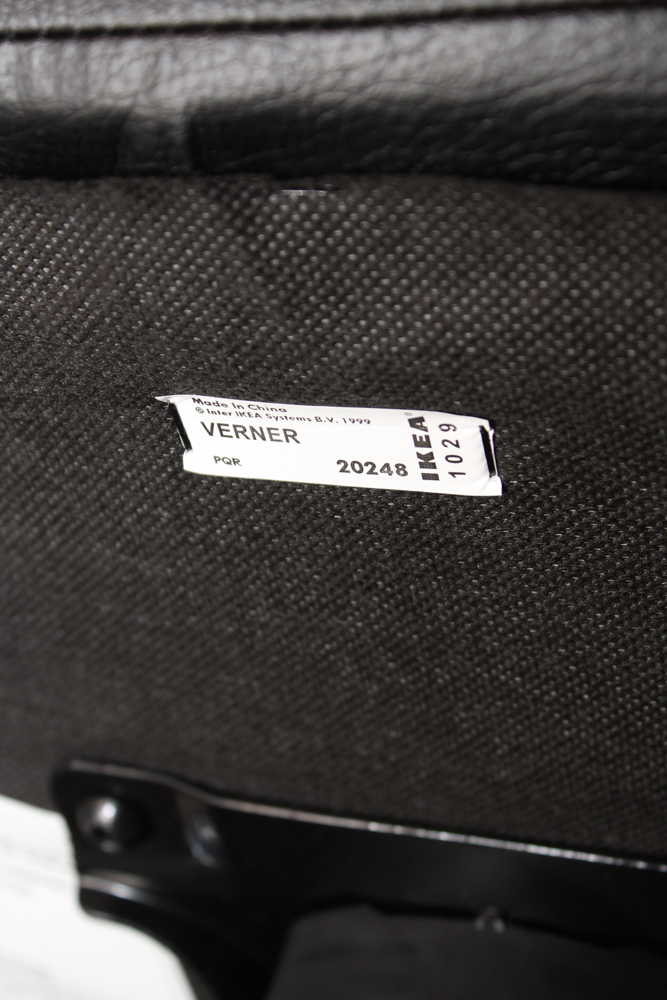 Made in China
© Inter IKEA Systems B.V. 1999
VERNER
PQR
20248
IKEA®
1029